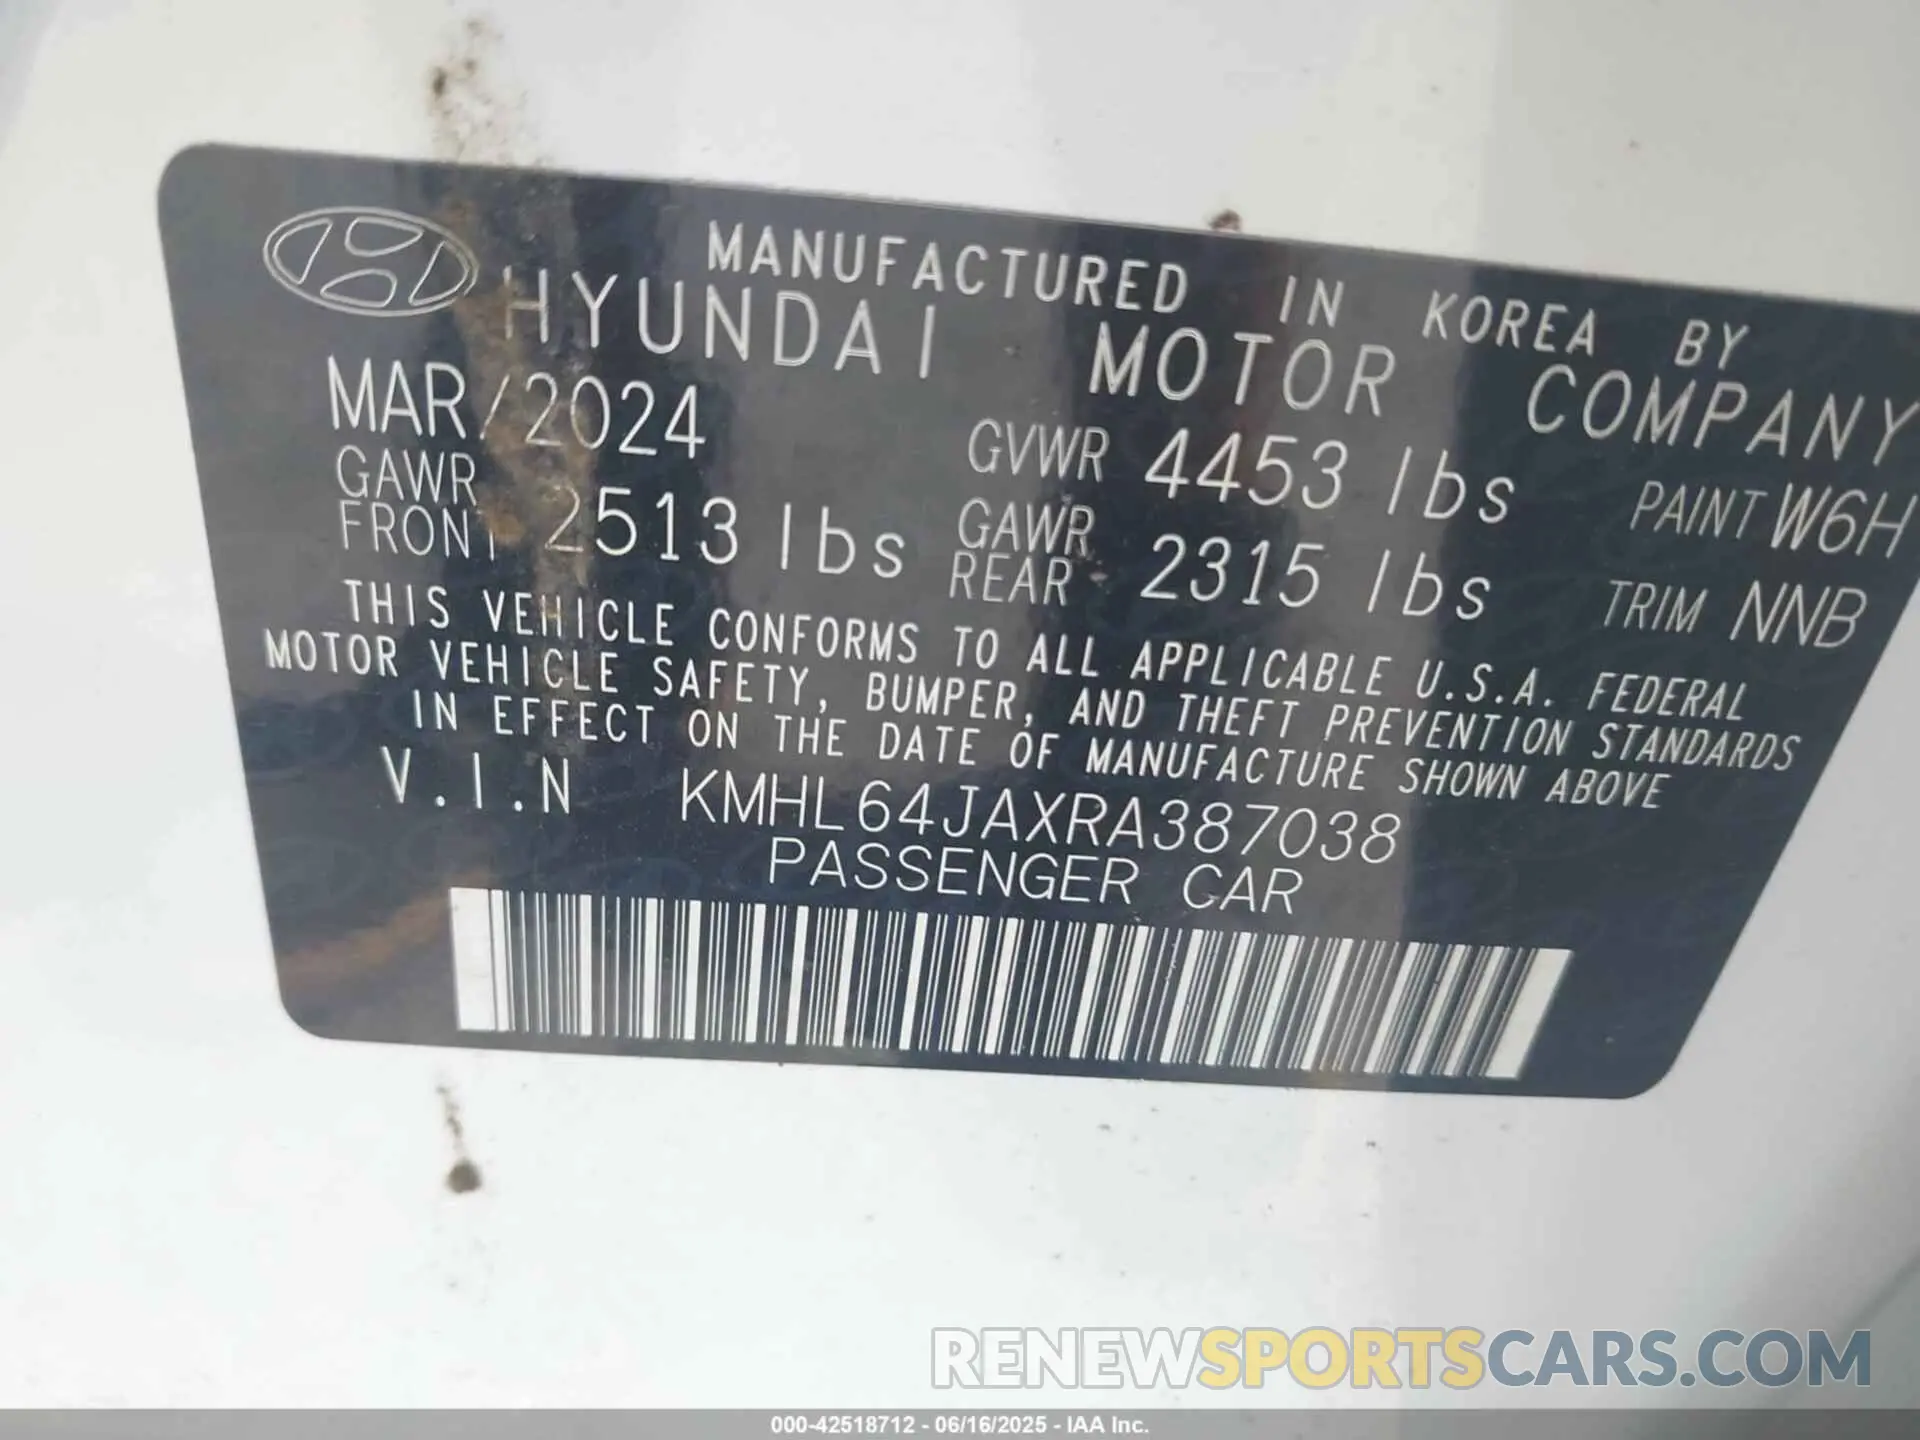 MANUFACTURED IN KOREA BY
HYUNDAI MOTOR COMPANY
MAR/2024 GVWR 4453 lbs PAINT W6H
GAWR FRONT 2513 lbs GAWR REAR 2315 lbs TRIM NNB
THIS VEHICLE CONFORMS TO ALL APPLICABLE U.S.A. FEDERAL
MOTOR VEHICLE SAFETY, BUMPER, AND THEFT PREVENTION STANDARDS
IN EFFECT ON THE DATE OF MANUFACTURE SHOWN ABOVE
V.I.N KMHL64JAXRA387038
PASSENGER CAR
RENEWSPORTSCARS.COM
000-42518712 - 06/16/2025 - IAA Inc.